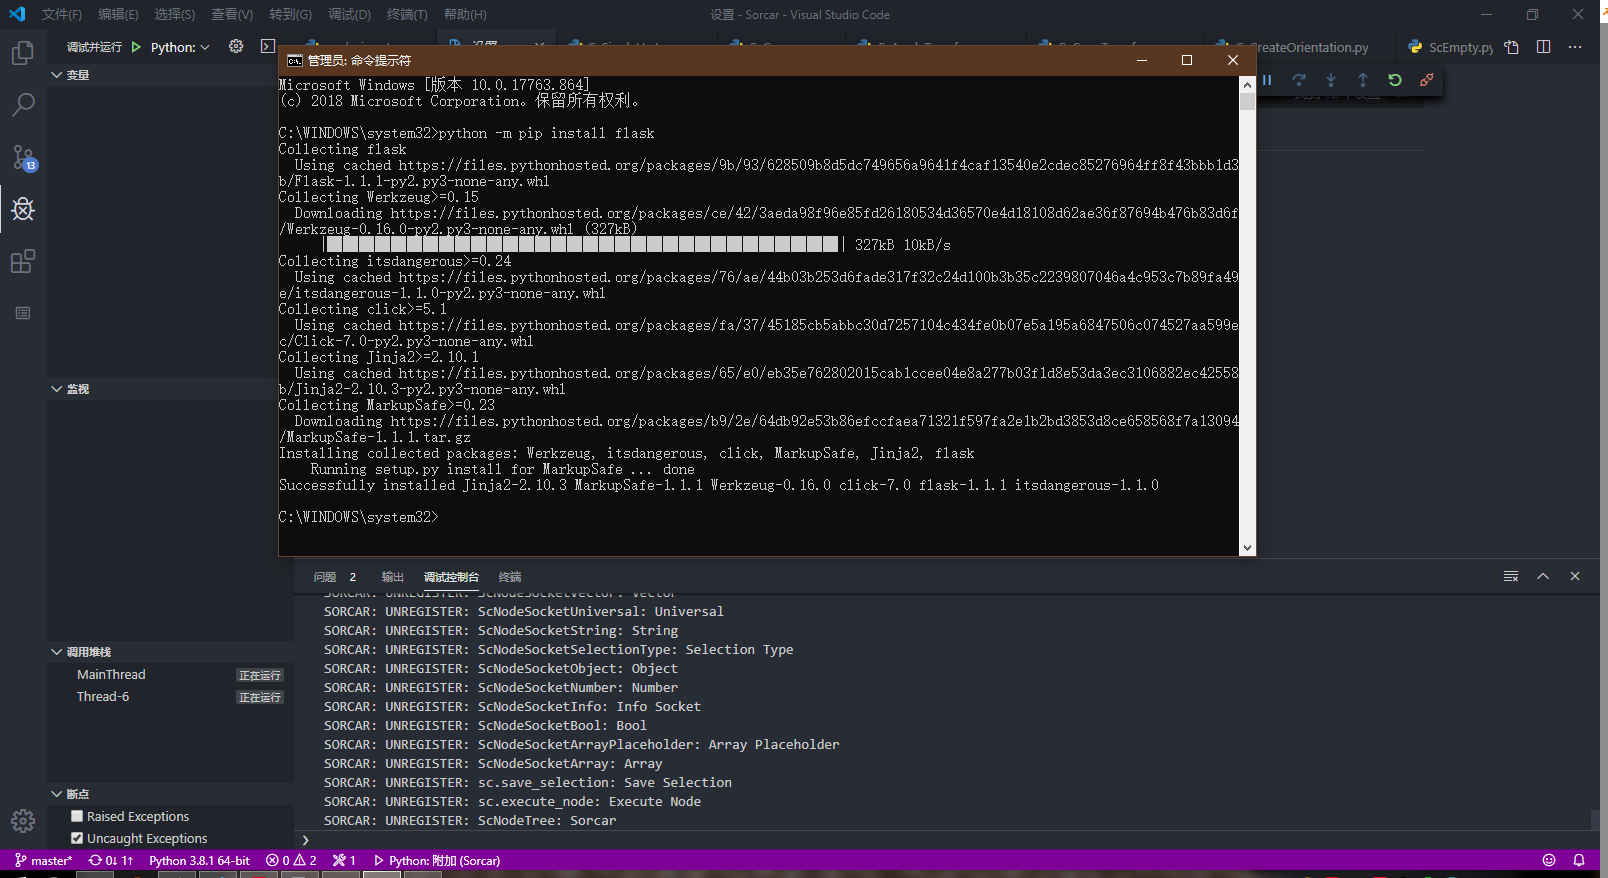 文件(F) 编辑(E) 选择(S) 查看(V) 转到(G) 调试(D) 终端(T) 帮助(H)
设置 - Sorcar - Visual Studio Code
调试并运行 Python:
CreateOrientation.py
ScEmpty.py
变量
管理员: 命令提示符
Microsoft Windows [版本 10.0.17763.864]
(c) 2018 Microsoft Corporation。保留所有权利。
C:\WINDOWS\system32>python -m pip install flask
Collecting flask
Using cached https://files.pythonhosted.org/packages/9b/93/628509b8d5dc749656a9641f4caf13540e2cdec85276964ff8f43bbb1d3
b/Flask-1.1.1-py2.py3-none-any.whl
Collecting Werkzeug>=0.15
Downloading https://files.pythonhosted.org/packages/ce/42/3aeda98f96e85fd26180534d36570e4d18108d62ae36f87694b476b83d6f
/Werkzeug-0.16.0-py2.py3-none-any.whl (327kB)
327kB 10kB/s
Collecting itsdangerous>=0.24
Using cached https://files.pythonhosted.org/packages/76/ae/44b03b253d6fade317f32c24d100b3b35c2239807046a4c953c7b89fa49
e/itsdangerous-1.1.0-py2.py3-none-any.whl
Collecting click>=5.1
Using cached https://files.pythonhosted.org/packages/fa/37/45185cb5abbc30d7257104c434fe0b07e5a195a6847506c074527aa599e
c/Click-7.0-py2.py3-none-any.whl
Collecting Jinja2>=2.10.1
Using cached https://files.pythonhosted.org/packages/65/e0/eb35e762802015cab1ccee04e8a277b03f1d8e53da3ec3106882ec42558
b/Jinja2-2.10.3-py2.py3-none-any.whl
Collecting MarkupSafe>=0.23
Downloading https://files.pythonhosted.org/packages/b9/2e/64db92e53b86efccfaea71321f597fa2e1b2bd3853d8ce658568f7a13094
/MarkupSafe-1.1.1.tar.gz
Installing collected packages: Werkzeug, itsdangerous, click, MarkupSafe, Jinja2, flask
Running setup.py install for MarkupSafe ... done
Successfully installed Jinja2-2.10.3 MarkupSafe-1.1.1 Werkzeug-0.16.0 click-7.0 flask-1.1.1 itsdangerous-1.1.0
C:\WINDOWS\system32>
13
监视
调用堆栈
MainThread 正在运行
Thread-6 正在运行
断点
Raised Exceptions
Uncaught Exceptions
问题 2 输出 调试控制台 终端
SORCAR: UNREGISTER: ScNodeSocketVector: Vector
SORCAR: UNREGISTER: ScNodeSocketUniversal: Universal
SORCAR: UNREGISTER: ScNodeSocketString: String
SORCAR: UNREGISTER: ScNodeSocketSelectionType: Selection Type
SORCAR: UNREGISTER: ScNodeSocketObject: Object
SORCAR: UNREGISTER: ScNodeSocketNumber: Number
SORCAR: UNREGISTER: ScNodeSocketInfo: Info Socket
SORCAR: UNREGISTER: ScNodeSocketBool: Bool
SORCAR: UNREGISTER: ScNodeSocketArrayPlaceholder: Array Placeholder
SORCAR: UNREGISTER: ScNodeSocketArray: Array
SORCAR: UNREGISTER: sc.save_selection: Save Selection
SORCAR: UNREGISTER: sc.execute_node: Execute Node
SORCAR: UNREGISTER: ScNodeTree: Sorcar
master* 0↓ 1↑ Python 3.8.1 64-bit 0 2 1 Python: 附加 (Sorcar)